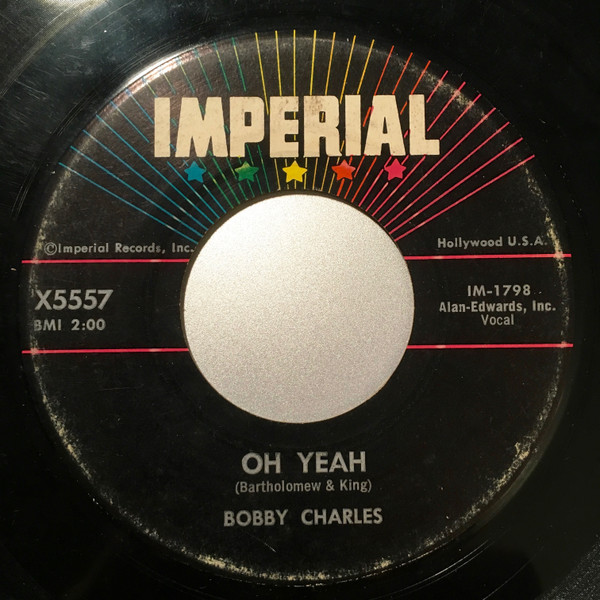 IMPERIAL
©Imperial Records, Inc.
Hollywood U.S.A.
X5557
BMI 2:00
IM-1798
Alan-Edwards, Inc.
Vocal
OH YEAH
(Bartholomew & King)
BOBBY CHARLES